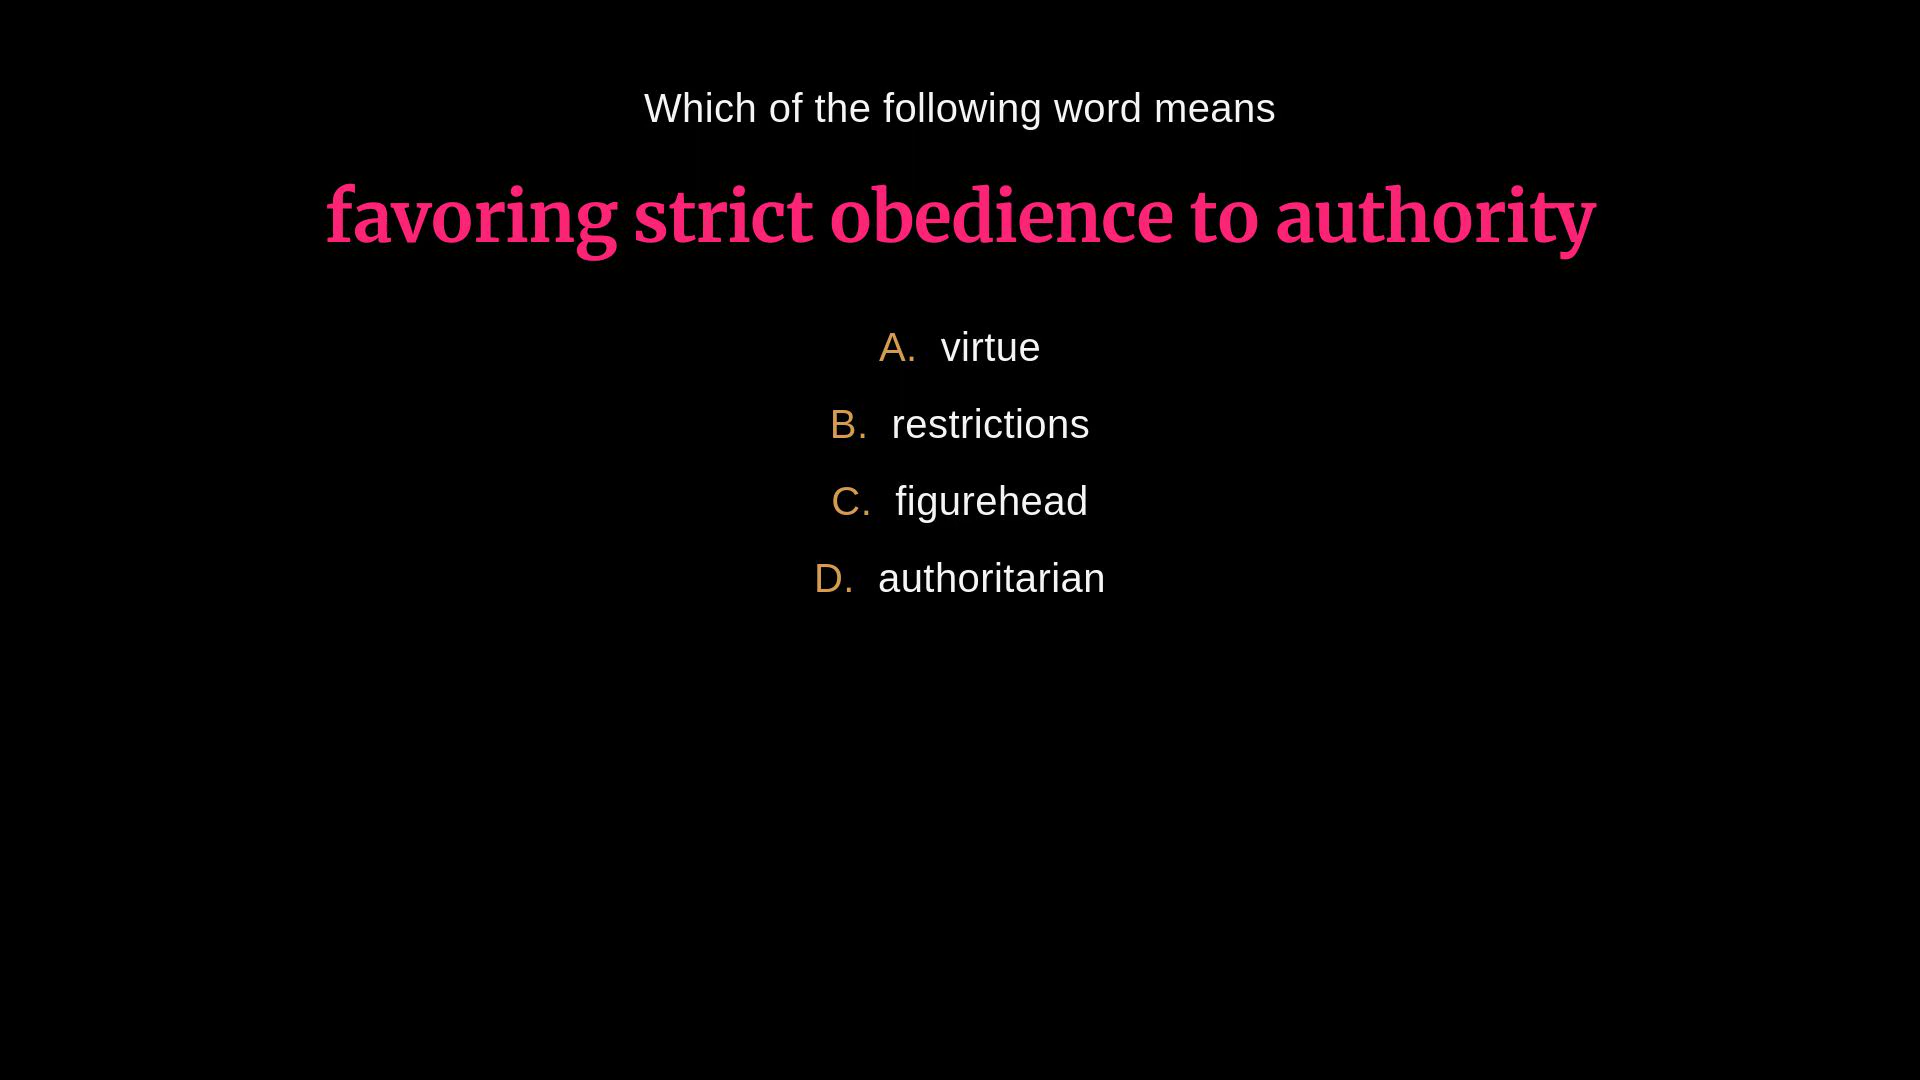 Which of the following word means
favoring strict obedience to authority
A. virtue
B. restrictions
C. figurehead
D. authoritarian